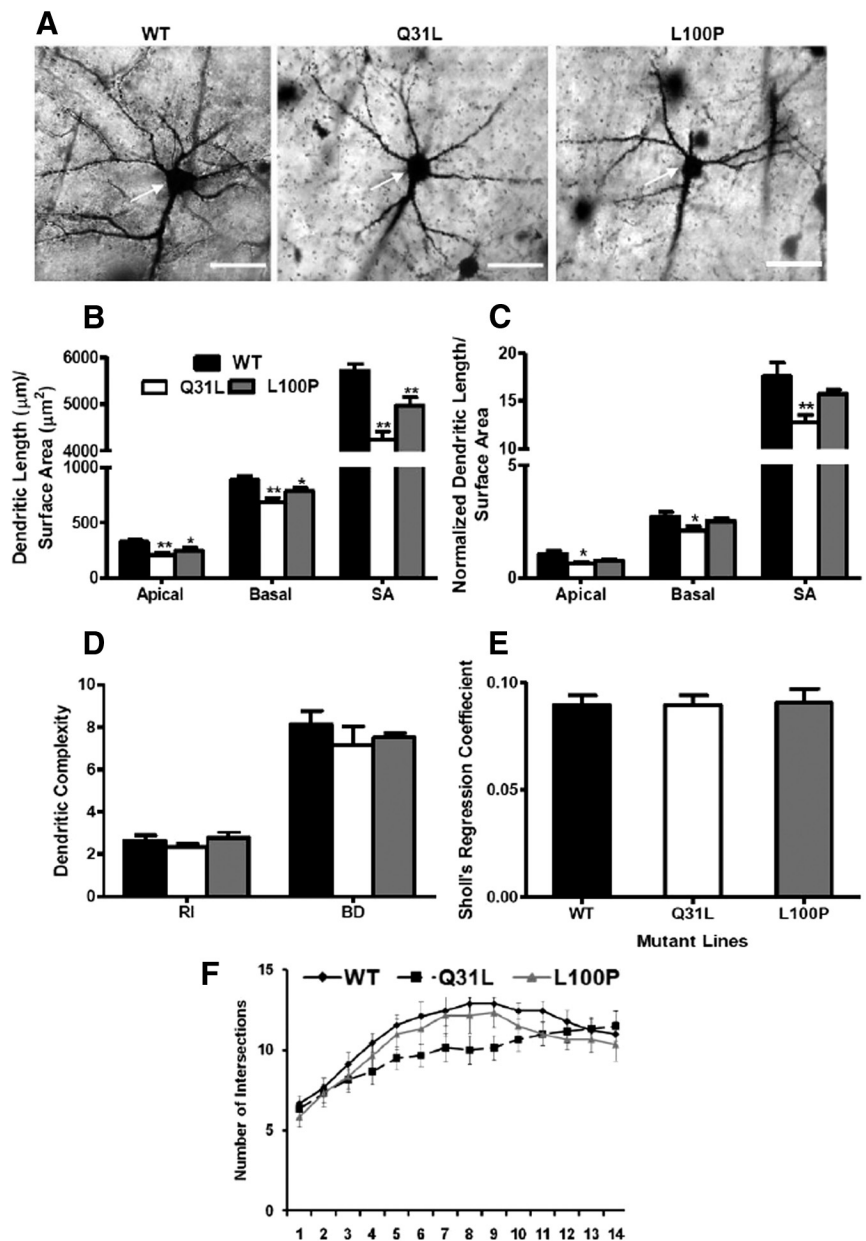 A
WT
Q31L
L100P
B
Dendritic Length (μm)/
Surface Area (μm²)
6000
5000
4000
1000
500
0
WT
Q31L
L100P
**
*
**
*
**
**
Apical
Basal
SA
C
Normalized Dendritic Length/
Surface Area
20
15
10
5
0
*
*
**
Apical
Basal
SA
D
Dendritic Complexity
10
8
6
4
2
0
RI
BD
E
Sholl's Regression Coeffiecient
0.10
0.05
0.00
WT
Q31L
L100P
Mutant Lines
F
Number of Intersections
15
10
5
0
WT
Q31L
L100P
1 2 3 4 5 6 7 8 9 10 11 12 13 14